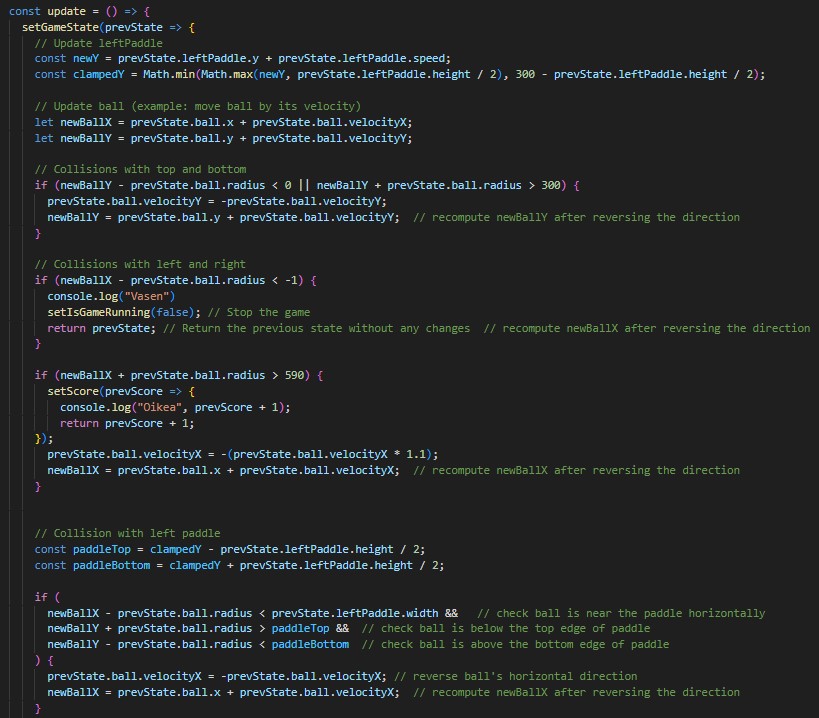 const update = () => {
setGameState(prevState => {
// Update leftPaddle
const newY = prevState.leftPaddle.y + prevState.leftPaddle.speed;
const clampedY = Math.min(Math.max(newY, prevState.leftPaddle.height / 2), 300 - prevState.leftPaddle.height / 2);
// Update ball (example: move ball by its velocity)
let newBallX = prevState.ball.x + prevState.ball.velocityX;
let newBallY = prevState.ball.y + prevState.ball.velocityY;
// Collisions with top and bottom
if (newBallY - prevState.ball.radius < 0 || newBallY + prevState.ball.radius > 300) {
prevState.ball.velocityY = -prevState.ball.velocityY;
newBallY = prevState.ball.y + prevState.ball.velocityY;  // recompute newBallY after reversing the direction
}
// Collisions with left and right
if (newBallX - prevState.ball.radius < -1) {
console.log("Vasen")
setIsGameRunning(false); // Stop the game
return prevState; // Return the previous state without any changes  // recompute newBallX after reversing the direction
}
if (newBallX + prevState.ball.radius > 590) {
setScore(prevScore => {
console.log("Oikea", prevScore + 1);
return prevScore + 1;
});
prevState.ball.velocityX = -(prevState.ball.velocityX * 1.1);
newBallX = prevState.ball.x + prevState.ball.velocityX;  // recompute newBallX after reversing the direction
}
// Collision with left paddle
const paddleTop = clampedY - prevState.leftPaddle.height / 2;
const paddleBottom = clampedY + prevState.leftPaddle.height / 2;
if (
newBallX - prevState.ball.radius < prevState.leftPaddle.width &&   // check ball is near the paddle horizontally
newBallY + prevState.ball.radius > paddleTop &&  // check ball is below the top edge of paddle
newBallY - prevState.ball.radius < paddleBottom  // check ball is above the bottom edge of paddle
) {
prevState.ball.velocityX = -prevState.ball.velocityX; // reverse ball's horizontal direction
newBallX = prevState.ball.x + prevState.ball.velocityX;  // recompute newBallX after reversing the direction
}